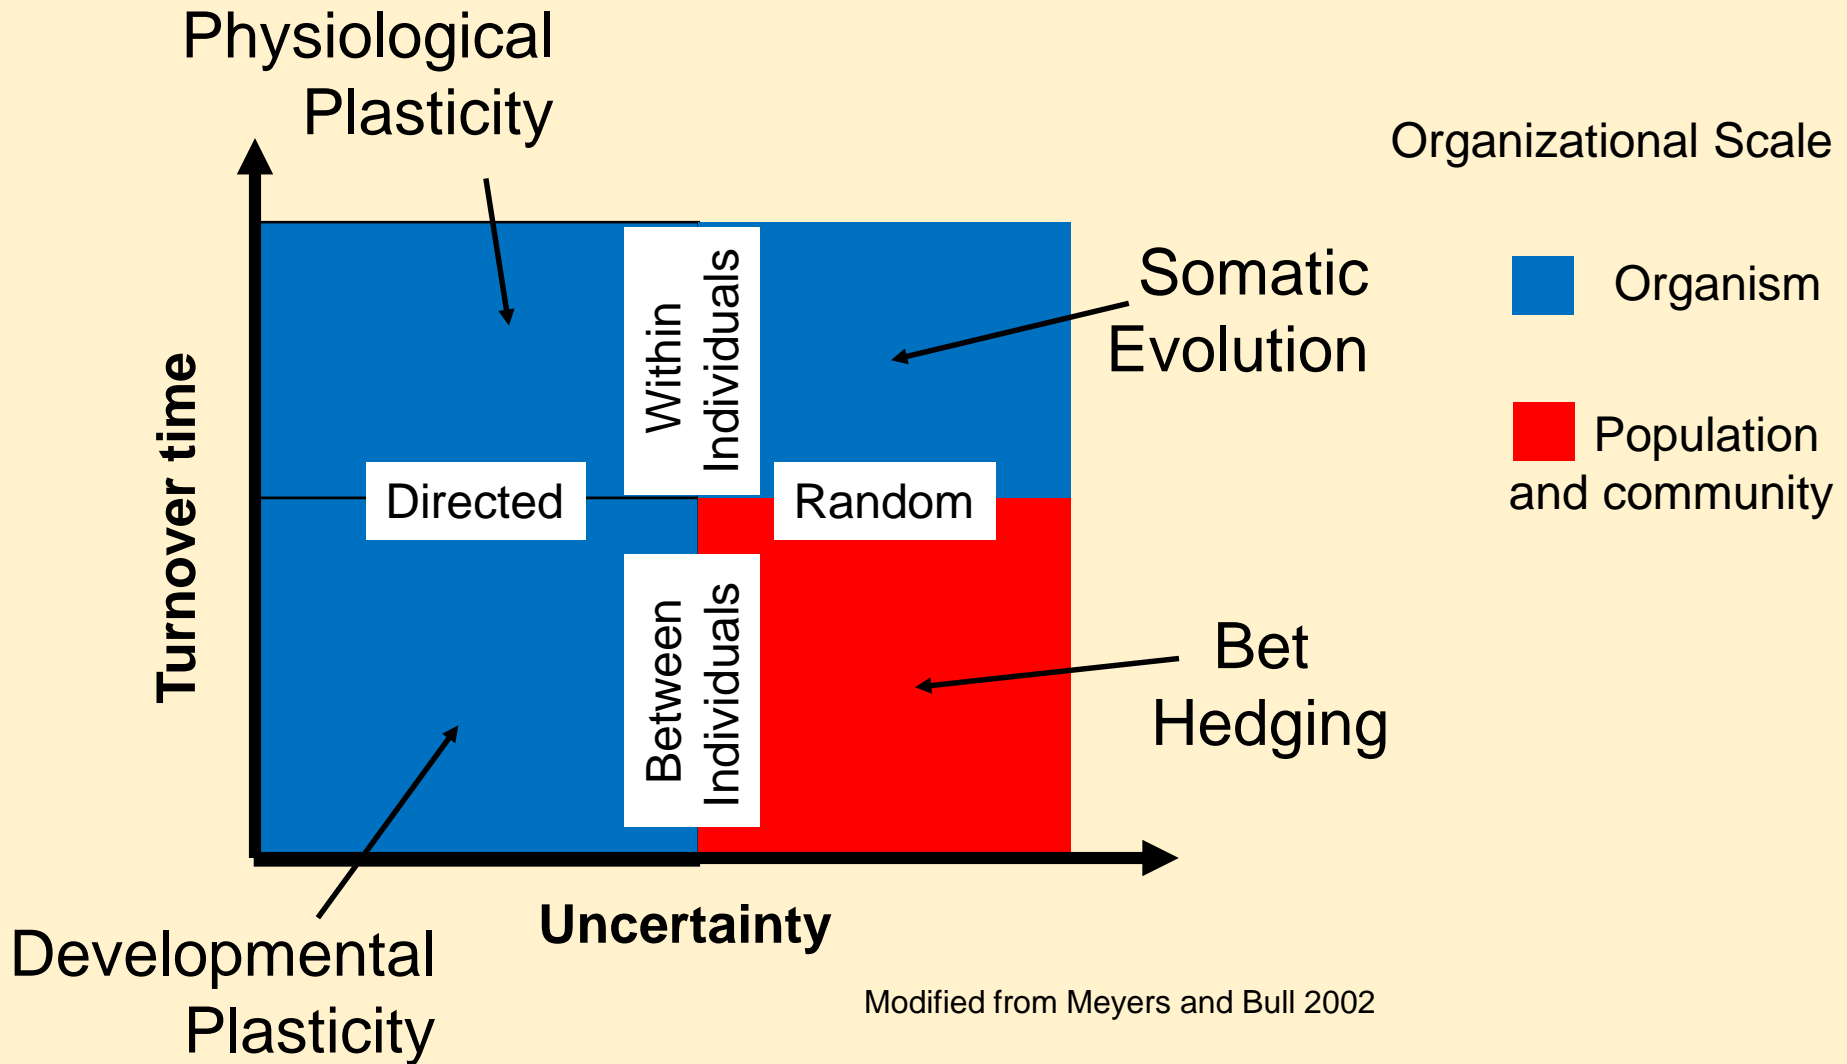 Physiological
Plasticity
Organizational Scale
Organism
Population
and community
Somatic
Evolution
Within
Individuals
Directed
Random
Turnover time
Between
Individuals
Bet
Hedging
Uncertainty
Developmental
Plasticity
Modified from Meyers and Bull 2002